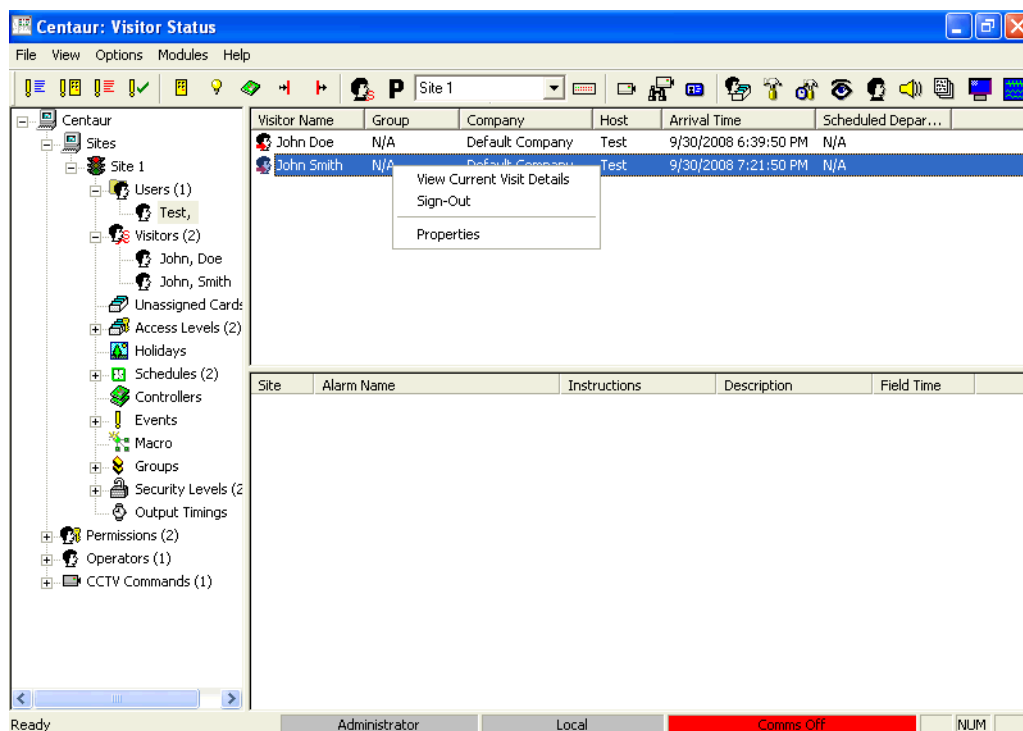 Centaur: Visitor Status
File View Options Modules Help
P Site 1
Centaur
Sites
Site 1
Users (1)
Test,
Visitors (2)
John, Doe
John, Smith
Unassigned Cards
Access Levels (2)
Holidays
Schedules (2)
Controllers
Events
Macro
Groups
Security Levels (2
Output Timings
Permissions (2)
Operators (1)
CCTV Commands (1)
Visitor Name Group Company Host Arrival Time Scheduled Depar...
John Doe N/A Default Company Test 9/30/2008 6:39:50 PM N/A
John Smith N/A Default Company Test 9/30/2008 7:21:50 PM N/A
View Current Visit Details
Sign-Out
Properties
Site Alarm Name Instructions Description Field Time
Ready Administrator Local Comms Off NUM